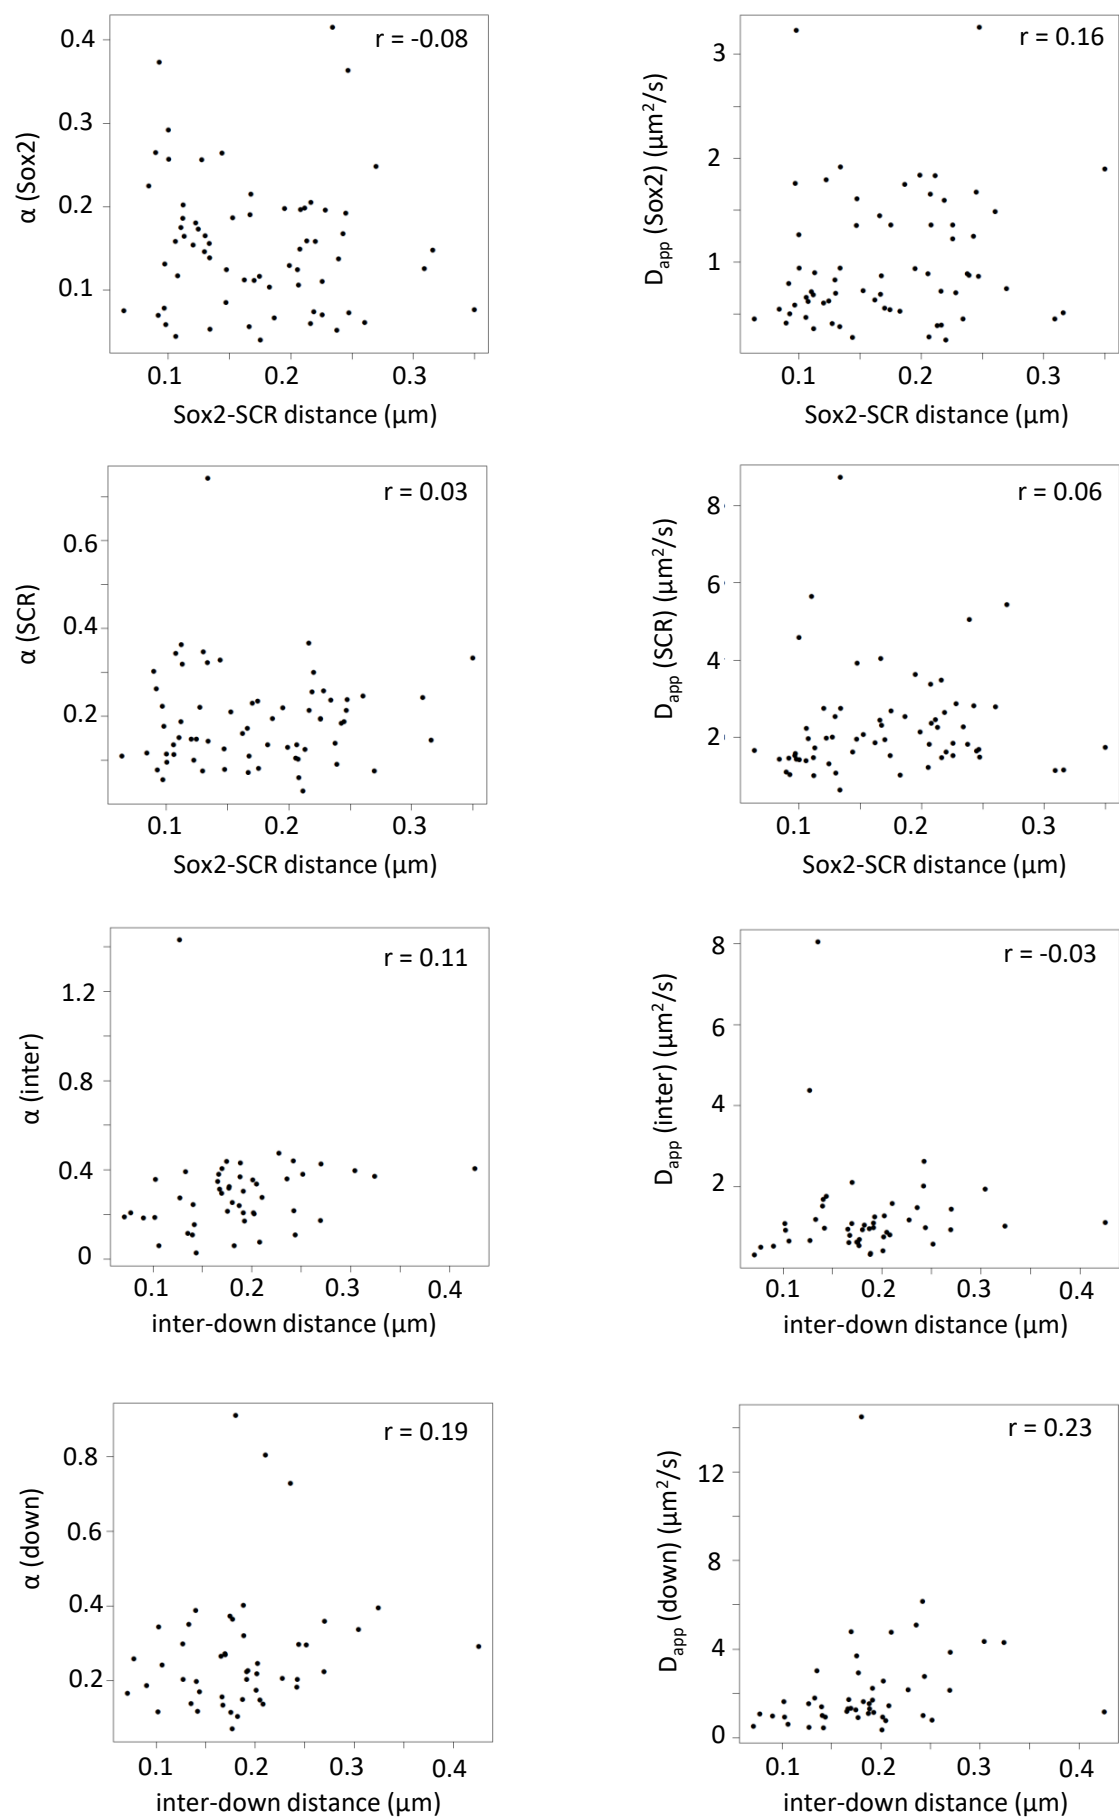 r = -0.08
α (Sox2)
0.4
0.3
0.2
0.1
0.1 0.2 0.3
Sox2-SCR distance (μm)
r = 0.16
D_app (Sox2) (μm²/s)
3
2
1
0.1 0.2 0.3
Sox2-SCR distance (μm)
r = 0.03
α (SCR)
0.6
0.4
0.2
0.1 0.2 0.3
Sox2-SCR distance (μm)
r = 0.06
D_app (SCR) (μm²/s)
8
6
4
2
0.1 0.2 0.3
Sox2-SCR distance (μm)
r = 0.11
α (inter)
1.2
0.8
0.4
0
0.1 0.2 0.3 0.4
inter-down distance (μm)
r = -0.03
D_app (inter) (μm²/s)
8
6
4
2
0.1 0.2 0.3 0.4
inter-down distance (μm)
r = 0.19
α (down)
0.8
0.6
0.4
0.2
0.1 0.2 0.3 0.4
inter-down distance (μm)
r = 0.23
D_app (down) (μm²/s)
12
8
4
0
0.1 0.2 0.3 0.4
inter-down distance (μm)